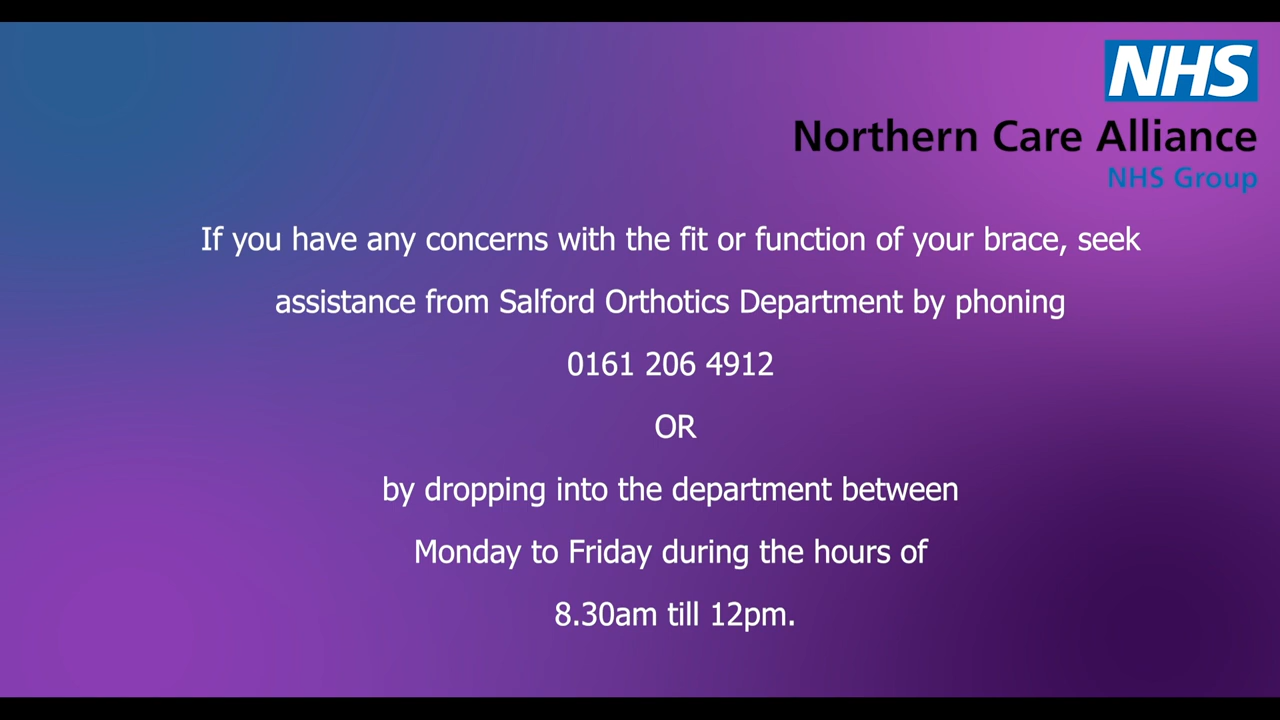 NHS
Northern Care Alliance
NHS Group
If you have any concerns with the fit or function of your brace, seek
assistance from Salford Orthotics Department by phoning
0161 206 4912
OR
by dropping into the department between
Monday to Friday during the hours of
8.30am till 12pm.